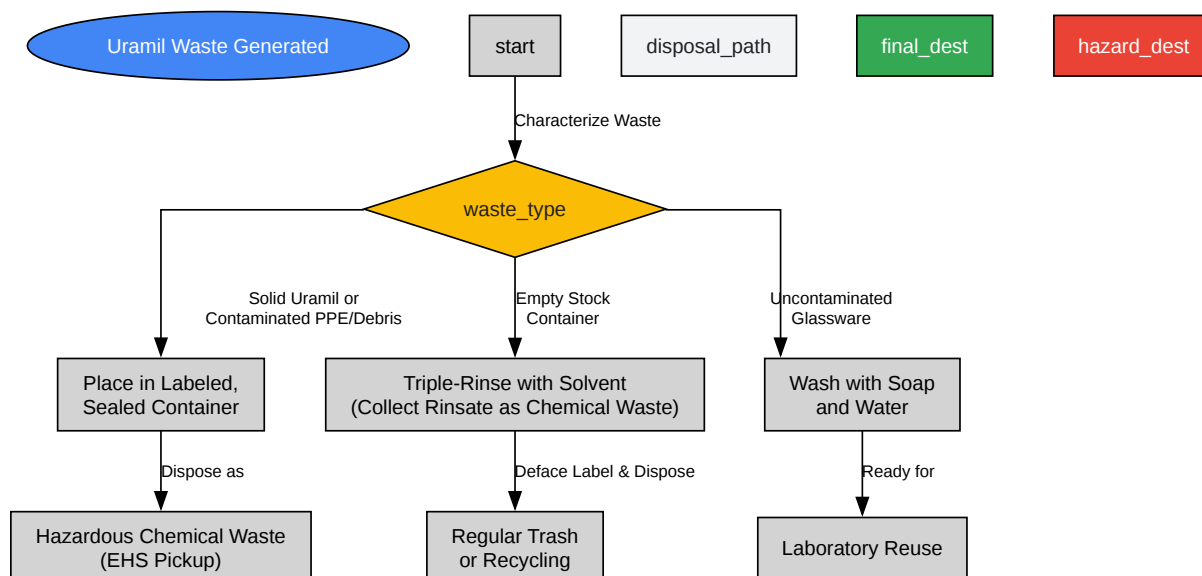 Uramil Waste Generated
start
disposal_path
final_dest
hazard_dest
Characterize Waste
waste_type
Solid Uramil or
Contaminated PPE/Debris
Empty Stock
Container
Uncontaminated
Glassware
Place in Labeled,
Sealed Container
Triple-Rinse with Solvent
(Collect Rinsate as Chemical Waste)
Wash with Soap
and Water
Dispose as
Deface Label & Dispose
Ready for
Hazardous Chemical Waste
(EHS Pickup)
Regular Trash
or Recycling
Laboratory Reuse